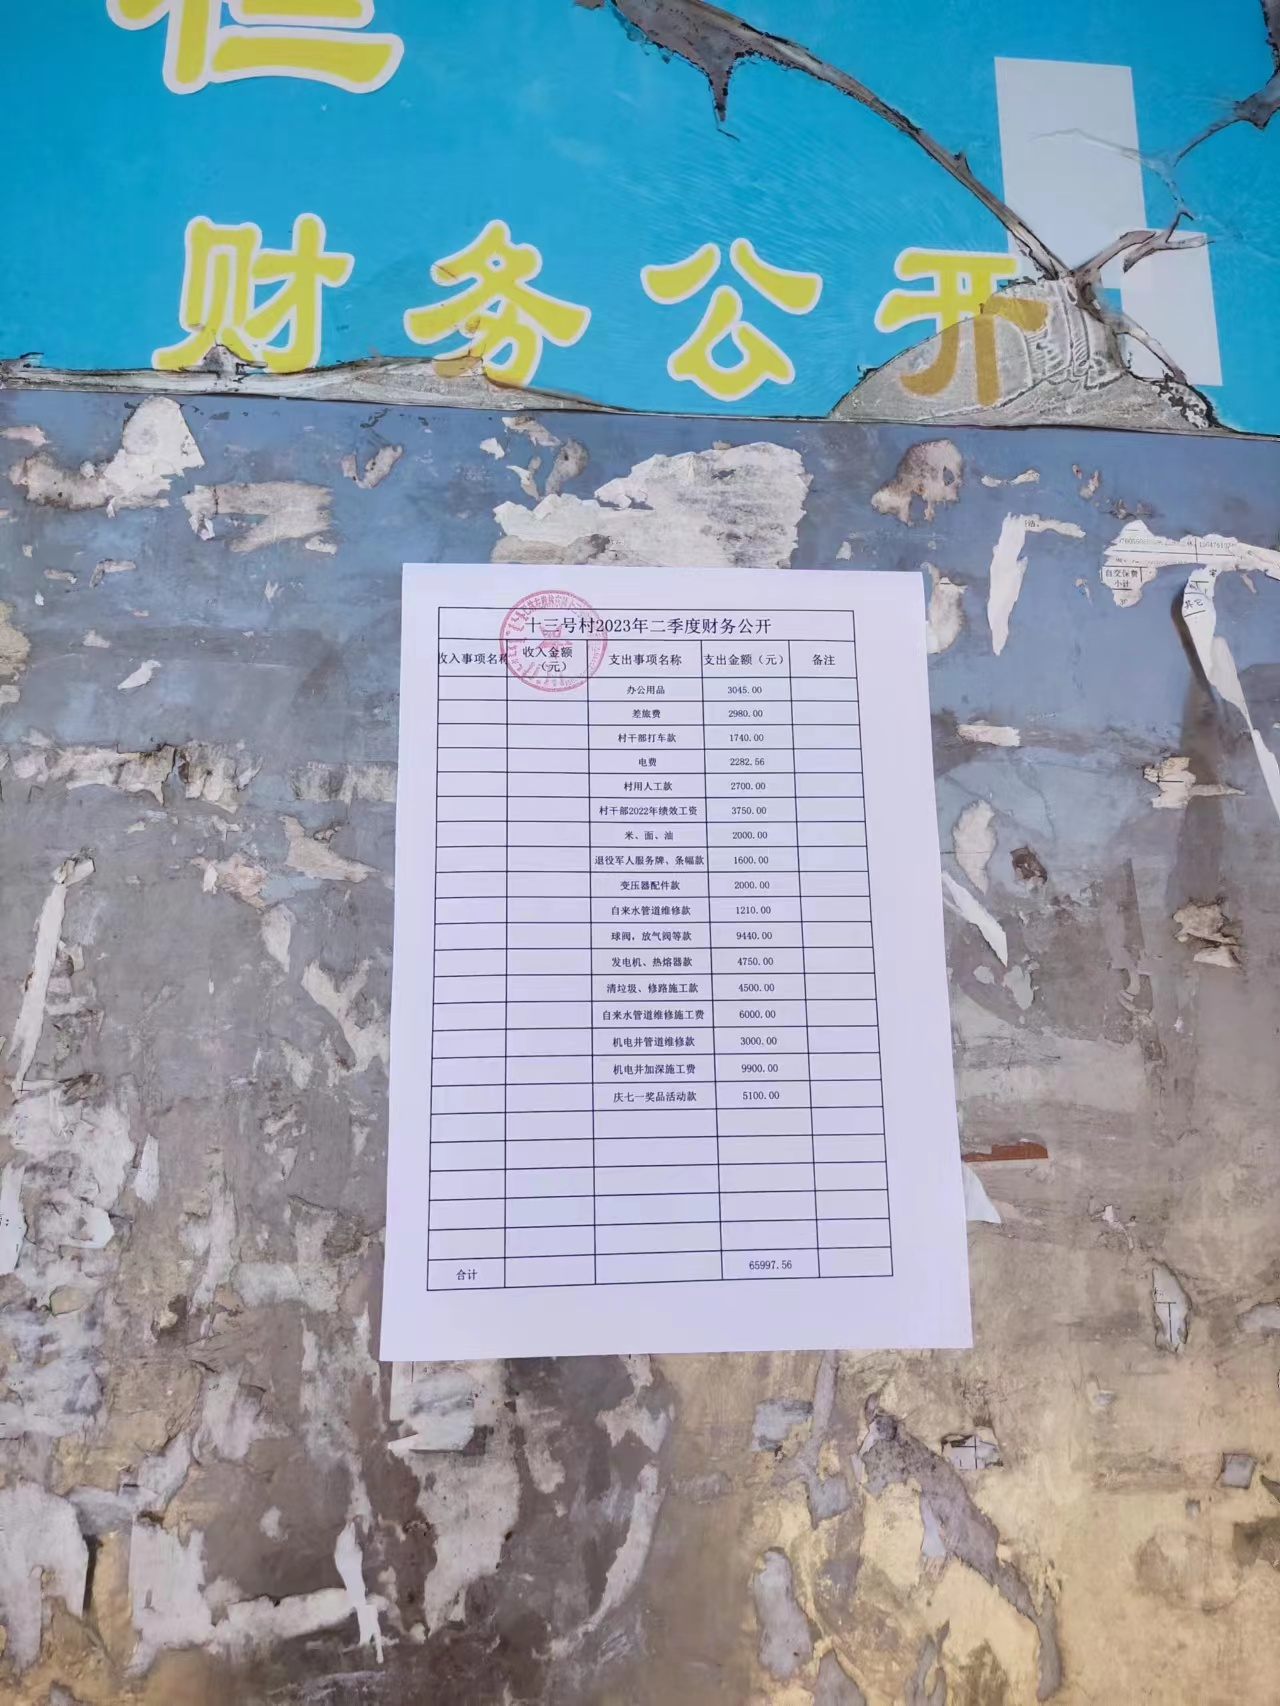 仁
财务公开
自交保费
小计
其它
十三号村2023年二季度财务公开
收入事项名称 收入金额（元） 支出事项名称 支出金额（元） 备注
办公用品 3045.00
差旅费 2980.00
村干部打车款 1740.00
电费 2282.56
村用人工款 2700.00
村干部2022年绩效工资 3750.00
米、面、油 2000.00
退役军人服务牌、条幅款 1600.00
变压器配件款 2000.00
自来水管道维修款 1210.00
球阀，放气阀等款 9440.00
发电机、热熔器款 4750.00
清垃圾、修路施工款 4500.00
自来水管道维修施工费 6000.00
机电井管道维修款 3000.00
机电井加深施工费 9900.00
庆七一奖品活动款 5100.00
合计 65997.56